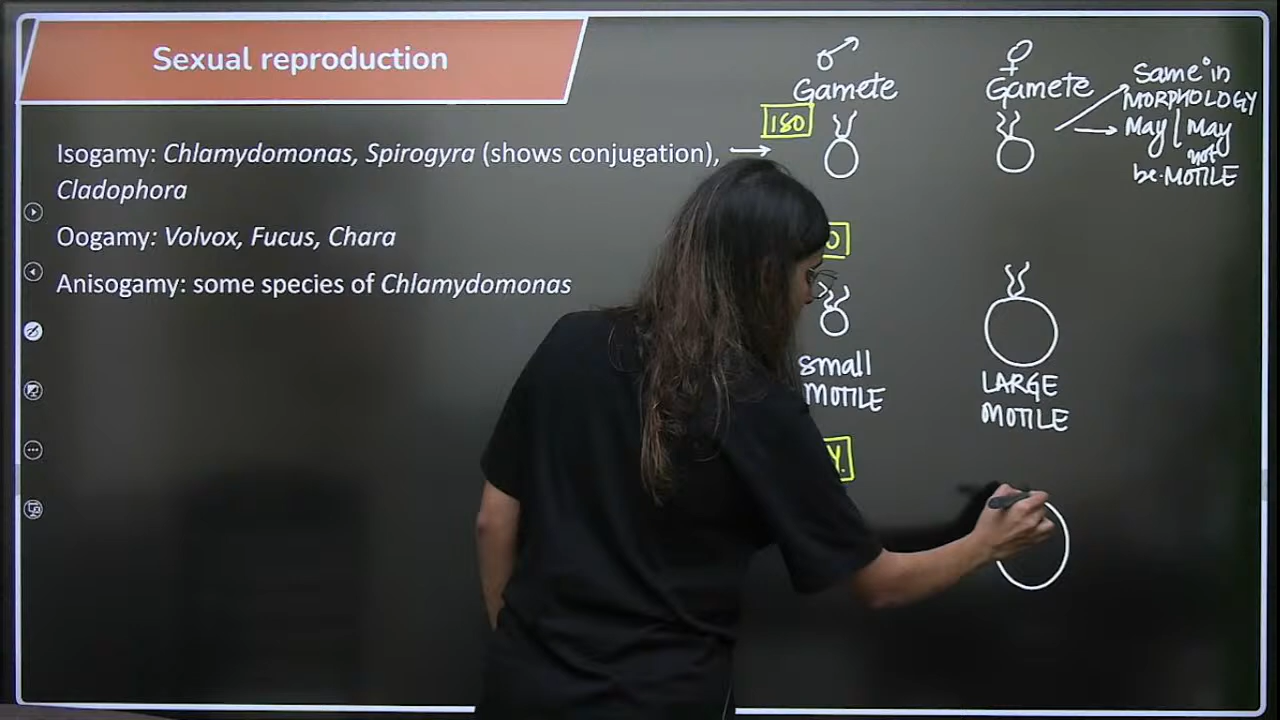 Sexual reproduction
Isogamy: Chlamydomonas, Spirogyra (shows conjugation),
Cladophora
Oogamy: Volvox, Fucus, Chara
Anisogamy: some species of Chlamydomonas
♂ ♀
Gamete Gamete
ISO
Same in
MORPHOLOGY
May | May
not
be MOTILE
small
MOTILE
LARGE
MOTILE